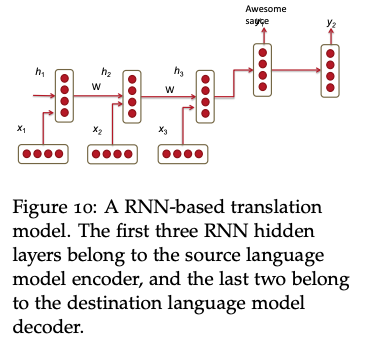 Awesome
sauce
y₁
y₂
h₁
h₂
h₃
W
W
x₁
x₂
x₃
Figure 10: A RNN-based translation
model. The first three RNN hidden
layers belong to the source language
model encoder, and the last two belong
to the destination language model
decoder.